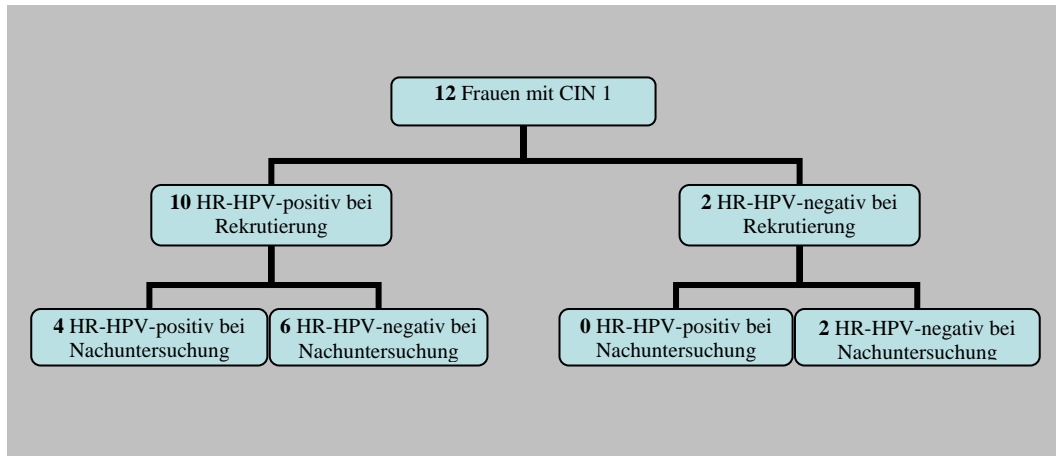 12 Frauen mit CIN 1
10 HR-HPV-positiv bei
Rekrutierung
2 HR-HPV-negativ bei
Rekrutierung
4 HR-HPV-positiv bei
Nachuntersuchung
6 HR-HPV-negativ bei
Nachuntersuchung
0 HR-HPV-positiv bei
Nachuntersuchung
2 HR-HPV-negativ bei
Nachuntersuchung